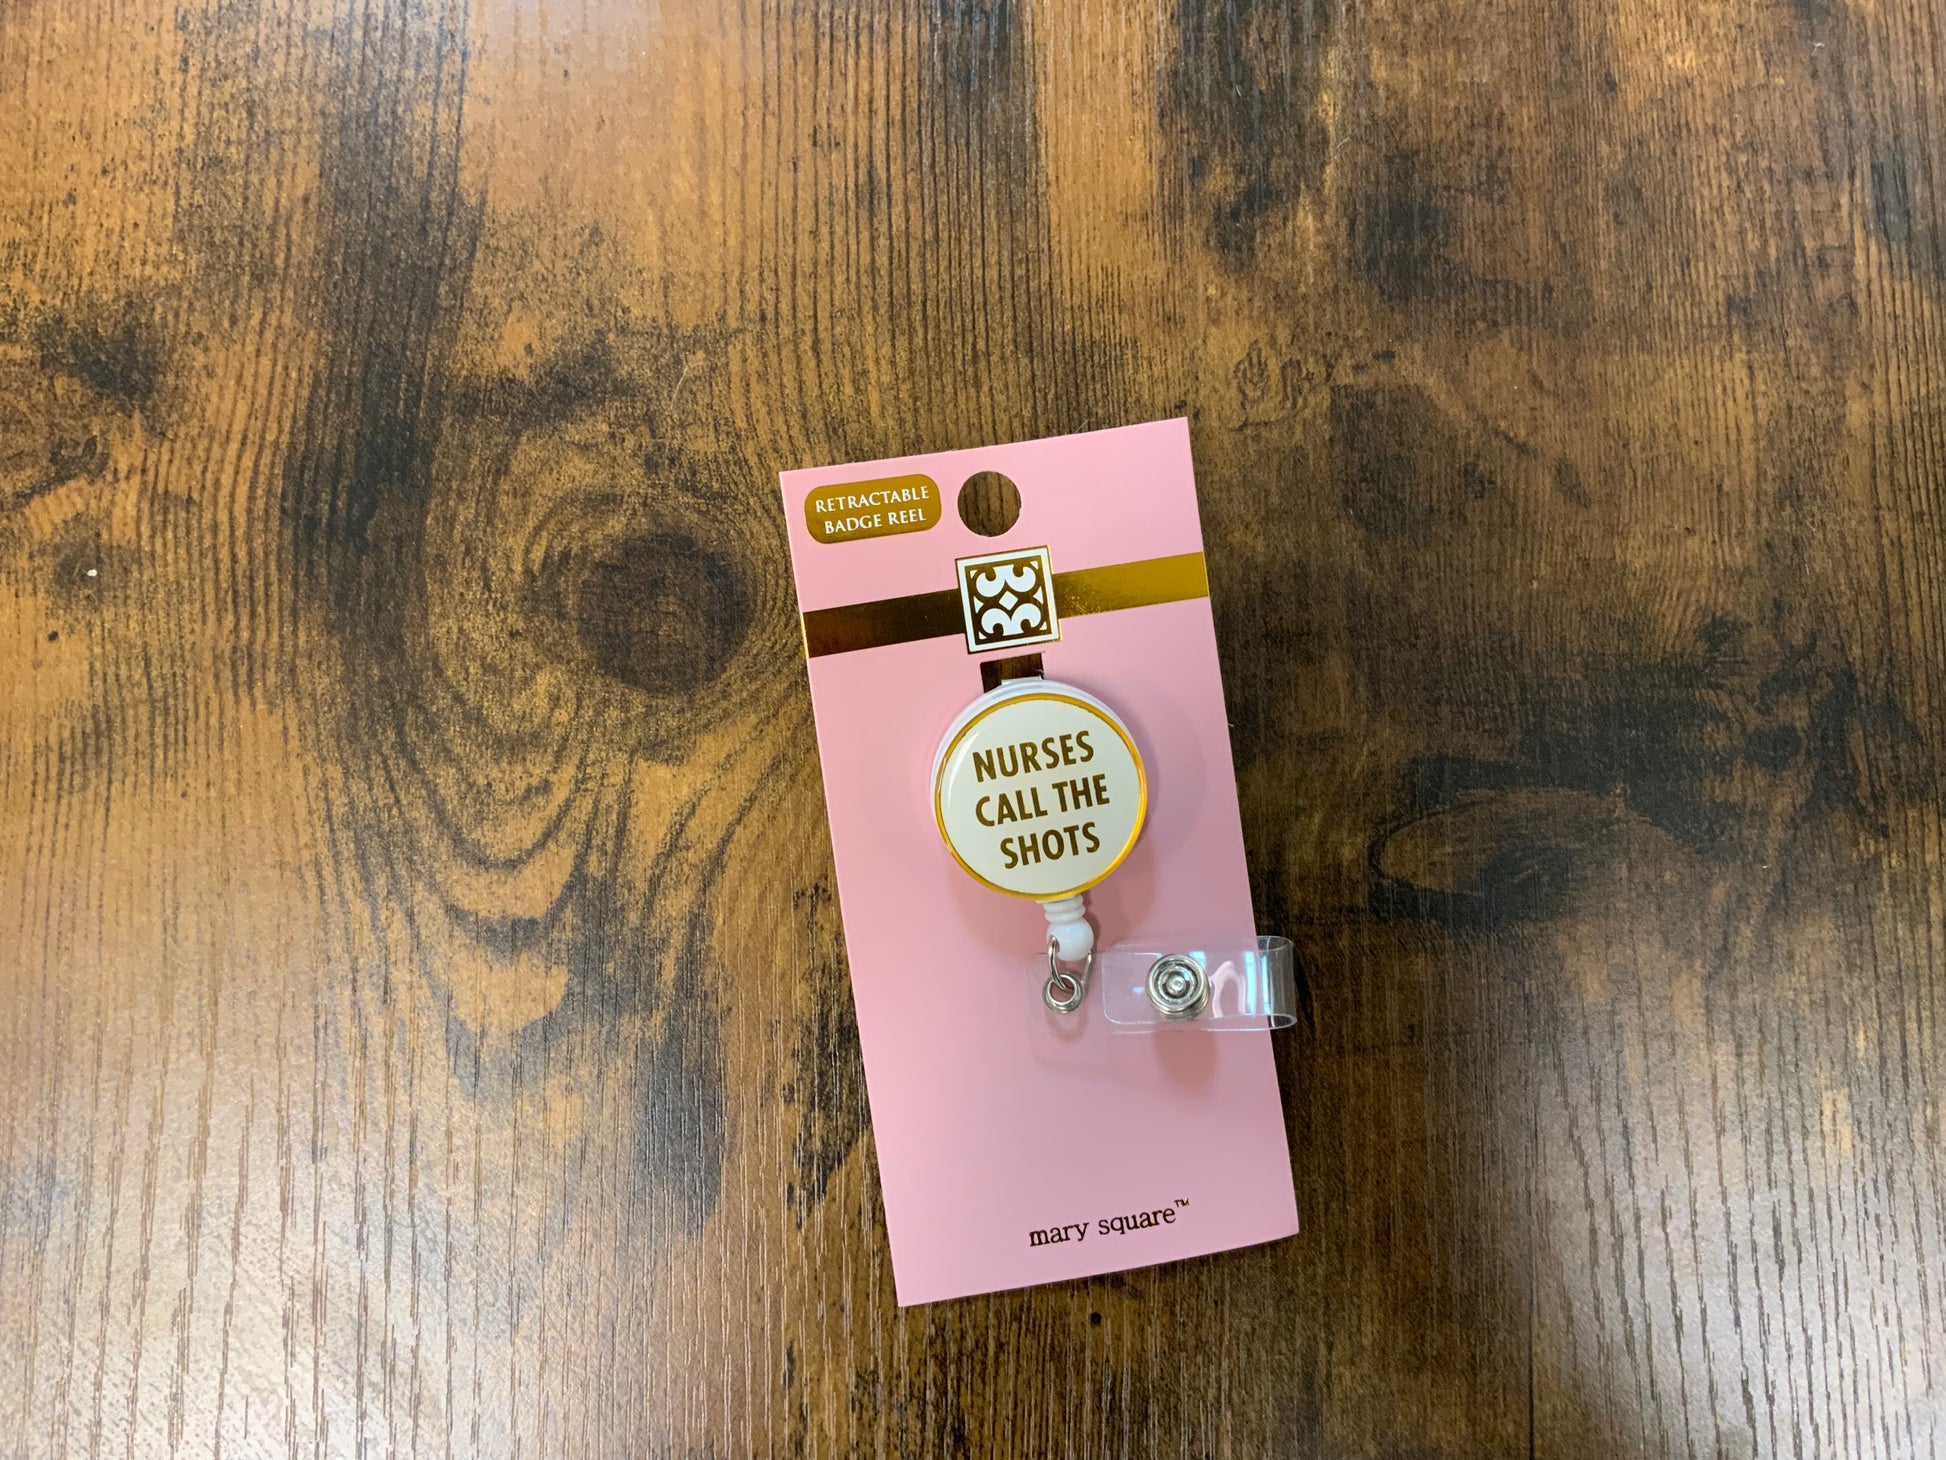 RETRACTABLE
BADGE REEL
NURSES
CALL THE
SHOTS
mary square™